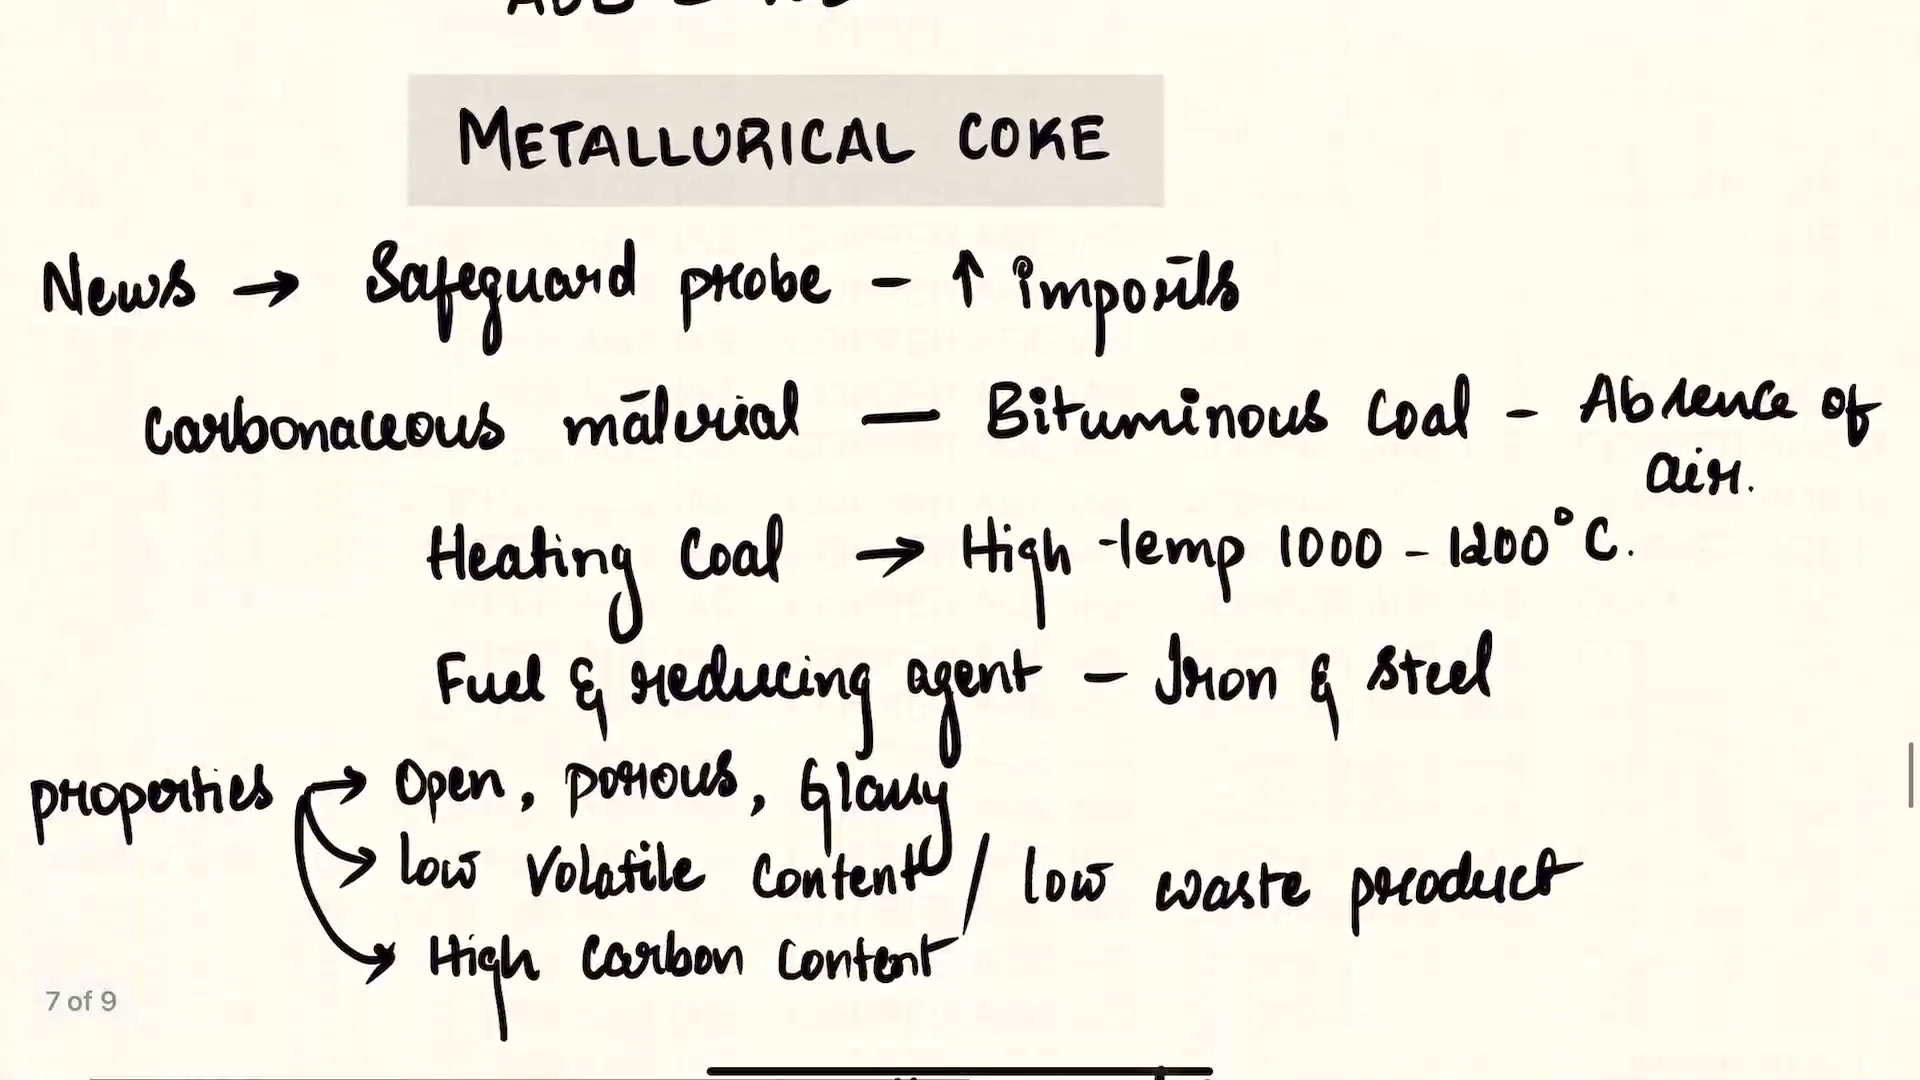 METALLURICAL COKE
News → Safeguard probe - ↑ imports
Carbonaceous material — Bituminous Coal - Absence of
air.
Heating Coal → High temp 1000 - 1200°C.
Fuel & reducing agent - Iron & Steel
properties → Open, porous, Glassy
→ low volatile content / low waste product
→ High carbon content
7 of 9